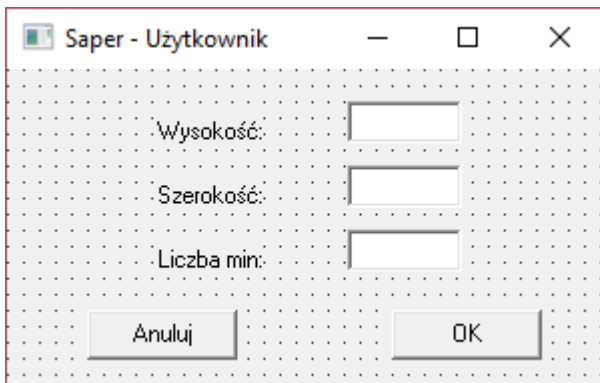 Saper - Użytkownik
Wysokość:
Szerokość:
Liczba min:
Anuluj OK